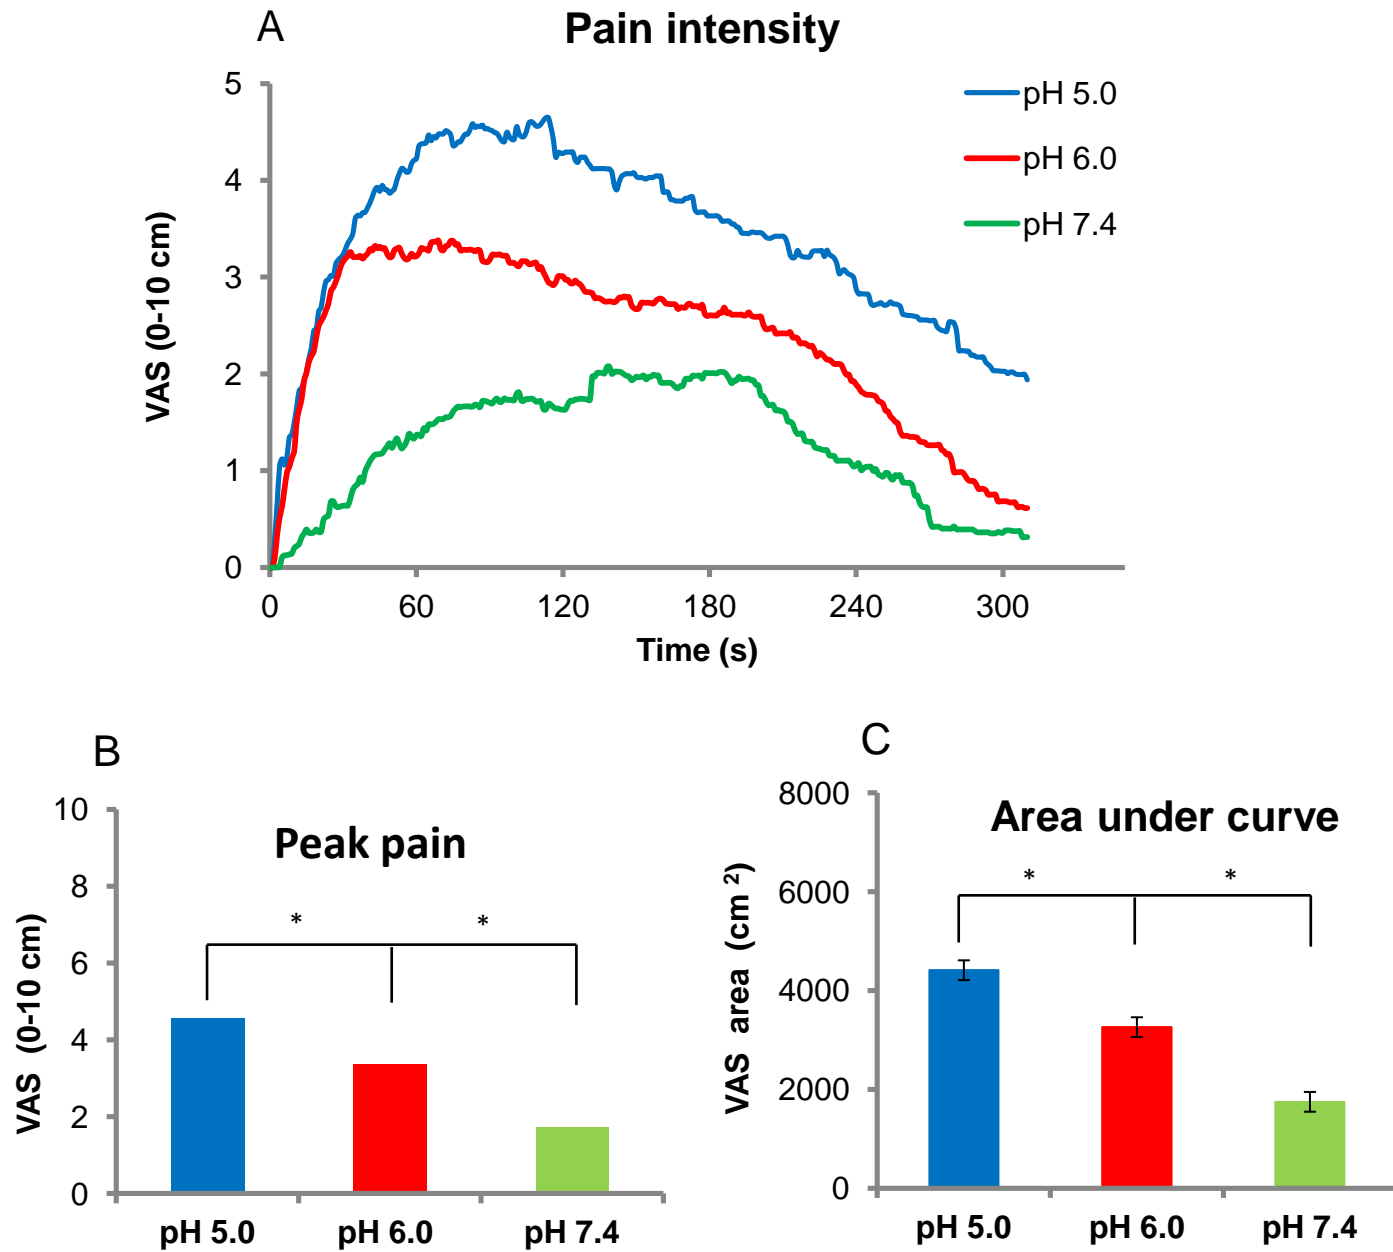 A
Pain intensity
5
4
3
2
1
0
VAS (0-10 cm)
pH 5.0
pH 6.0
pH 7.4
0 60 120 180 240 300
Time (s)
B
Peak pain
10
8
6
4
2
0
VAS (0-10 cm)
* *
pH 5.0 pH 6.0 pH 7.4
C
Area under curve
8000
6000
4000
2000
0
VAS area (cm ²)
* *
pH 5.0 pH 6.0 pH 7.4